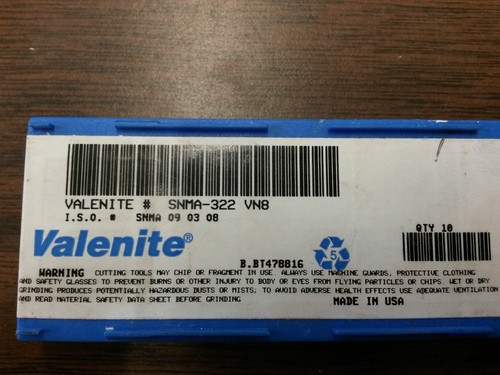 VALENITE # SNMA-322 VN8
I.S.O. # SNMA 09 03 08
QTY 10
Valenite®
B.BT478816
5
WARNING CUTTING TOOLS MAY CHIP OR FRAGMENT IN USE. ALWAYS USE MACHINE GUARDS, PROTECTIVE CLOTHING
AND SAFETY GLASSES TO PREVENT BURNS OR OTHER INJURY TO BODY OR EYES FROM FLYING PARTICLES OR CHIPS. WET OR DRY
GRINDING PRODUCES POTENTIALLY HAZARDOUS DUSTS OR MISTS; TO AVOID ADVERSE HEALTH EFFECTS USE ADEQUATE VENTILATION
AND READ MATERIAL SAFETY DATA SHEET BEFORE GRINDING
MADE IN USA